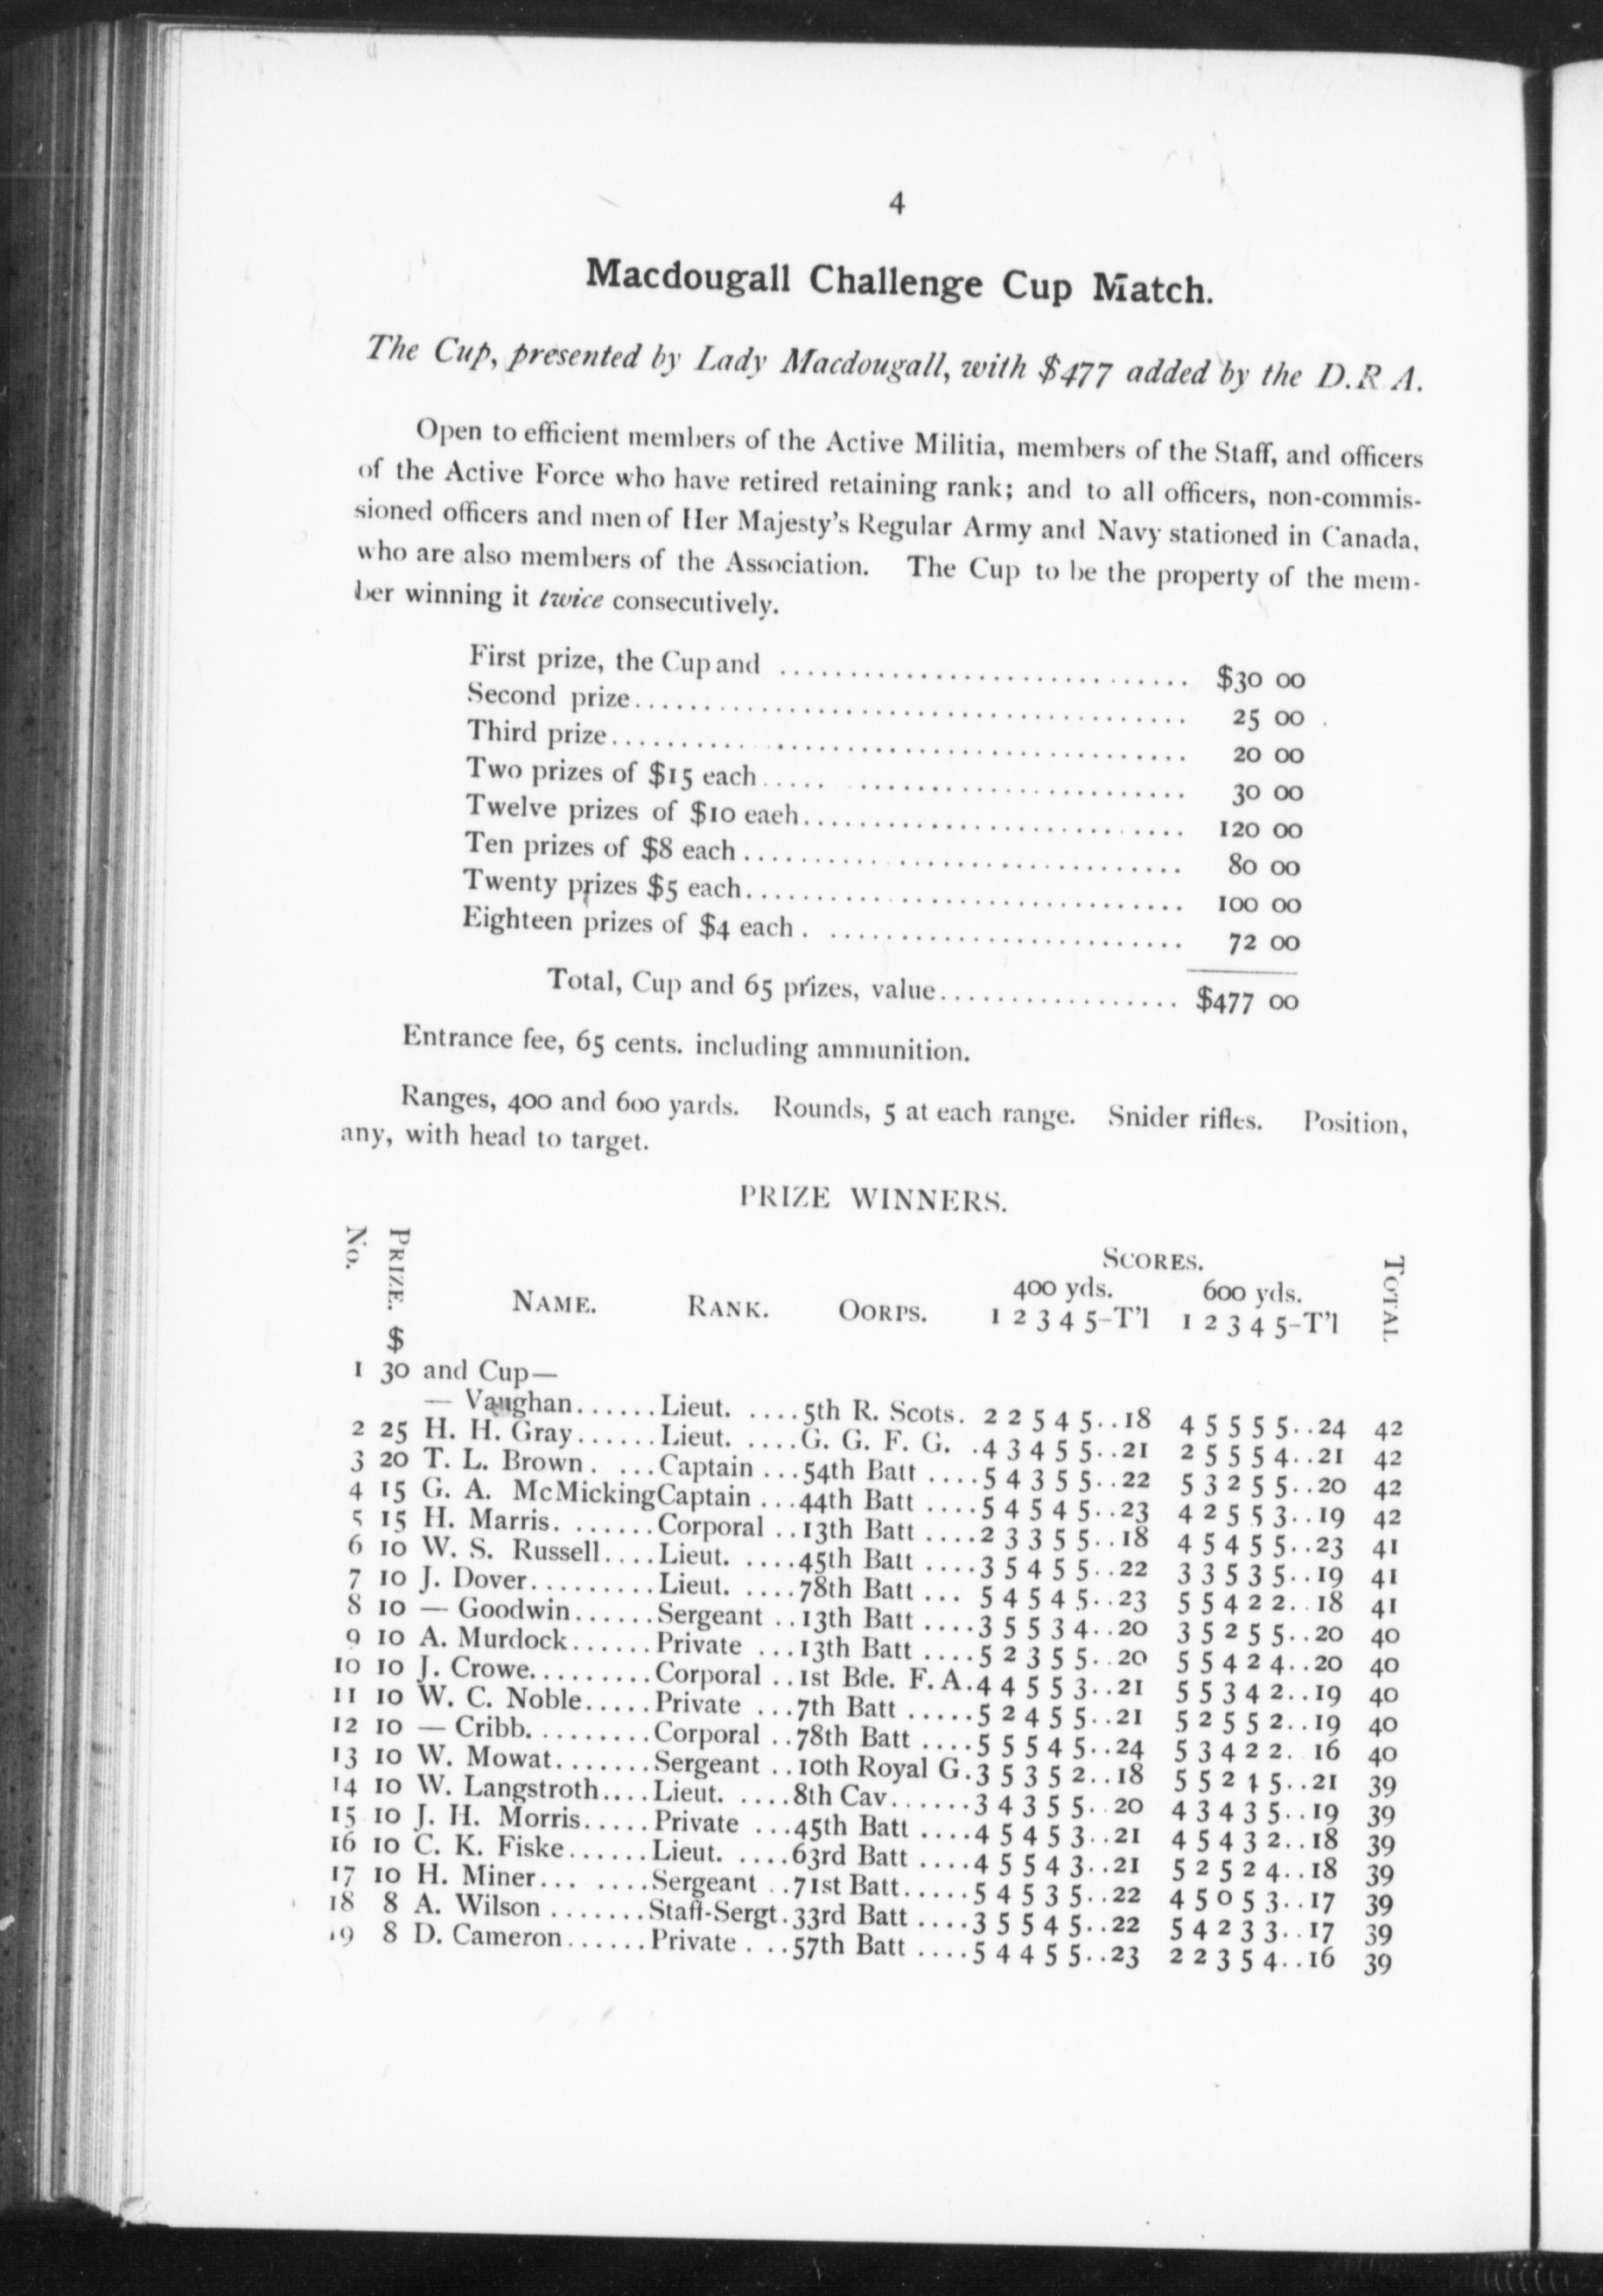 4
Macdougall Challenge Cup Match.
The Cup, presented by Lady Macdougall, with $477 added by the D.R A.
Open to efficient members of the Active Militia, members of the Staff, and officers
of the Active Force who have retired retaining rank; and to all officers, non-commis-
sioned officers and men of Her Majesty's Regular Army and Navy stationed in Canada,
who are also members of the Association. The Cup to be the property of the mem-
ber winning it twice consecutively.
First prize, the Cup and .............................. $30 00
Second prize........................................ 25 00
Third prize........................................ 20 00
Two prizes of $15 each............................. 30 00
Twelve prizes of $10 eaeh........................... 120 00
Ten prizes of $8 each............................... 80 00
Twenty prizes $5 each............................... 100 00
Eighteen prizes of $4 each . ......................... 72 00
Total, Cup and 65 prizes, value................. $477 00
Entrance fee, 65 cents. including ammunition.
Ranges, 400 and 600 yards. Rounds, 5 at each range. Snider rifles. Position,
any, with head to target.
PRIZE WINNERS.
No. PRIZE. $ NAME. RANK. OORPS. SCORES. TOTAL
400 yds. 600 yds.
1 2 3 4 5-T'l 1 2 3 4 5-T'l
1 30 and Cup—
— Vaughan......Lieut. ....5th R. Scots. 2 2 5 4 5..18 4 5 5 5 5..24 42
2 25 H. H. Gray......Lieut. ....G. G. F. G. .4 3 4 5 5..21 2 5 5 5 4..21 42
3 20 T. L. Brown. ...Captain ...54th Batt ....5 4 3 5 5..22 5 3 2 5 5..20 42
4 15 G. A. McMickingCaptain ...44th Batt ....5 4 5 4 5..23 4 2 5 5 3..19 42
5 15 H. Marris. .......Corporal ..13th Batt ....2 3 3 5 5..18 4 5 4 5 5..23 41
6 10 W. S. Russell....Lieut. ....45th Batt ....3 5 4 5 5..22 3 3 5 3 5..19 41
7 10 J. Dover.........Lieut. ....78th Batt ... 5 4 5 4 5..23 5 5 4 2 2..18 41
8 10 — Goodwin......Sergeant ..13th Batt ....3 5 5 3 4..20 3 5 2 5 5..20 40
9 10 A. Murdock......Private ...13th Batt ....5 2 3 5 5..20 5 5 4 2 4..20 40
10 10 J. Crowe.........Corporal ..1st Bde. F. A.4 4 5 5 3..21 5 5 3 4 2..19 40
11 10 W. C. Noble.....Private ...7th Batt .....5 2 4 5 5..21 5 2 5 5 2..19 40
12 10 — Cribb.........Corporal ..78th Batt ....5 5 5 4 5..24 5 3 4 2 2. 16 40
13 10 W. Mowat.......Sergeant ..10th Royal G.3 5 3 5 2..18 5 5 2 4 5..21 39
14 10 W. Langstroth....Lieut. ....8th Cav......3 4 3 5 5..20 4 3 4 3 5..19 39
15 10 J. H. Morris.....Private ...45th Batt ....4 5 4 5 3..21 4 5 4 3 2..18 39
16 10 C. K. Fiske......Lieut. ....63rd Batt ....4 5 5 4 3..21 5 2 5 2 4..18 39
17 10 H. Miner... ....Sergeant ..71st Batt.....5 4 5 3 5..22 4 5 0 5 3..17 39
18 8 A. Wilson .......Staff-Sergt.33rd Batt ....3 5 5 4 5..22 5 4 2 3 3..17 39
19 8 D. Cameron......Private . ..57th Batt ....5 4 4 5 5..23 2 2 3 5 4..16 39